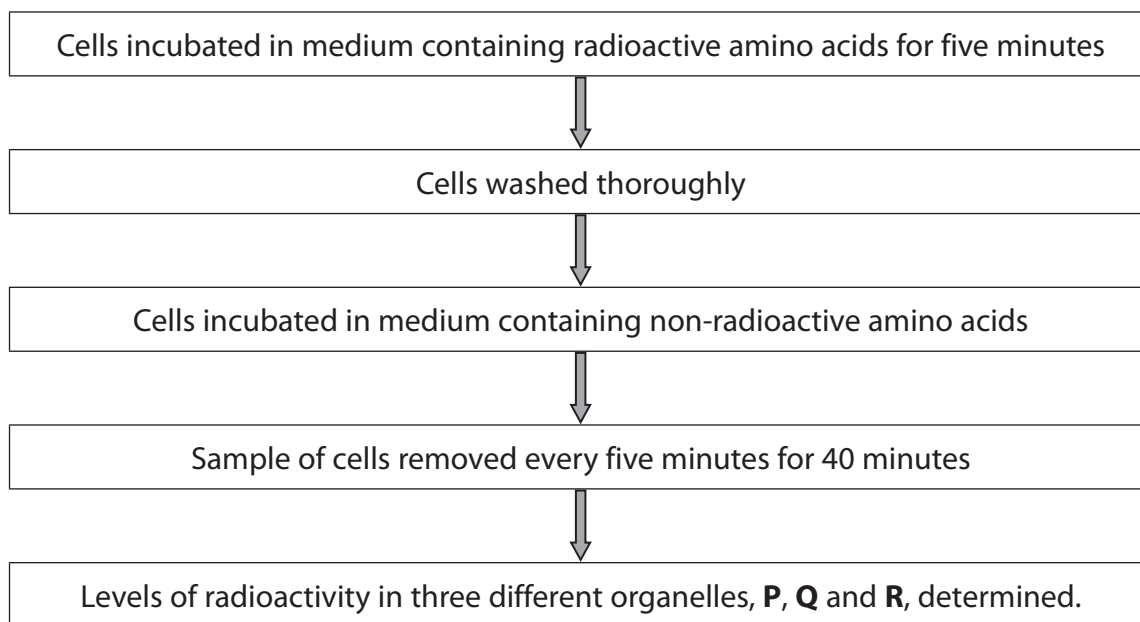 Cells incubated in medium containing radioactive amino acids for five minutes
Cells washed thoroughly
Cells incubated in medium containing non-radioactive amino acids
Sample of cells removed every five minutes for 40 minutes
Levels of radioactivity in three different organelles, P, Q and R, determined.